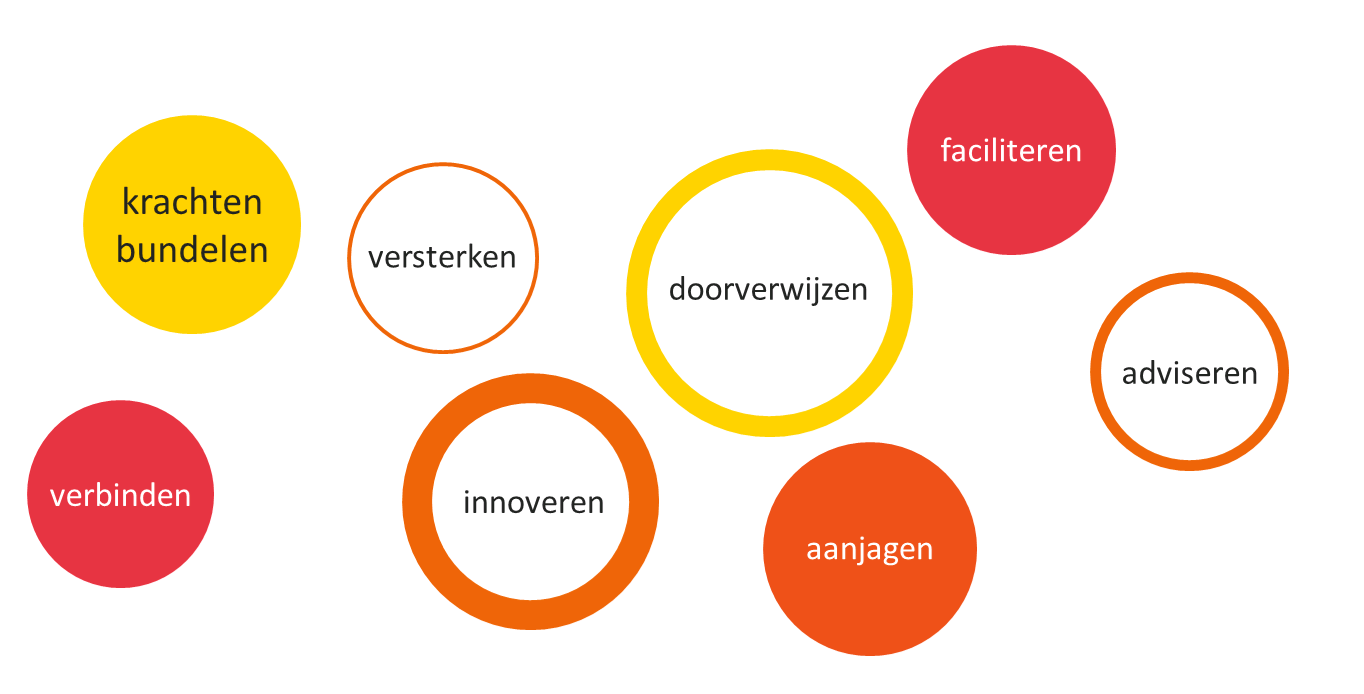 krachten
bundelen
versterken
doorverwijzen
faciliteren
adviseren
verbinden
innoveren
aanjagen